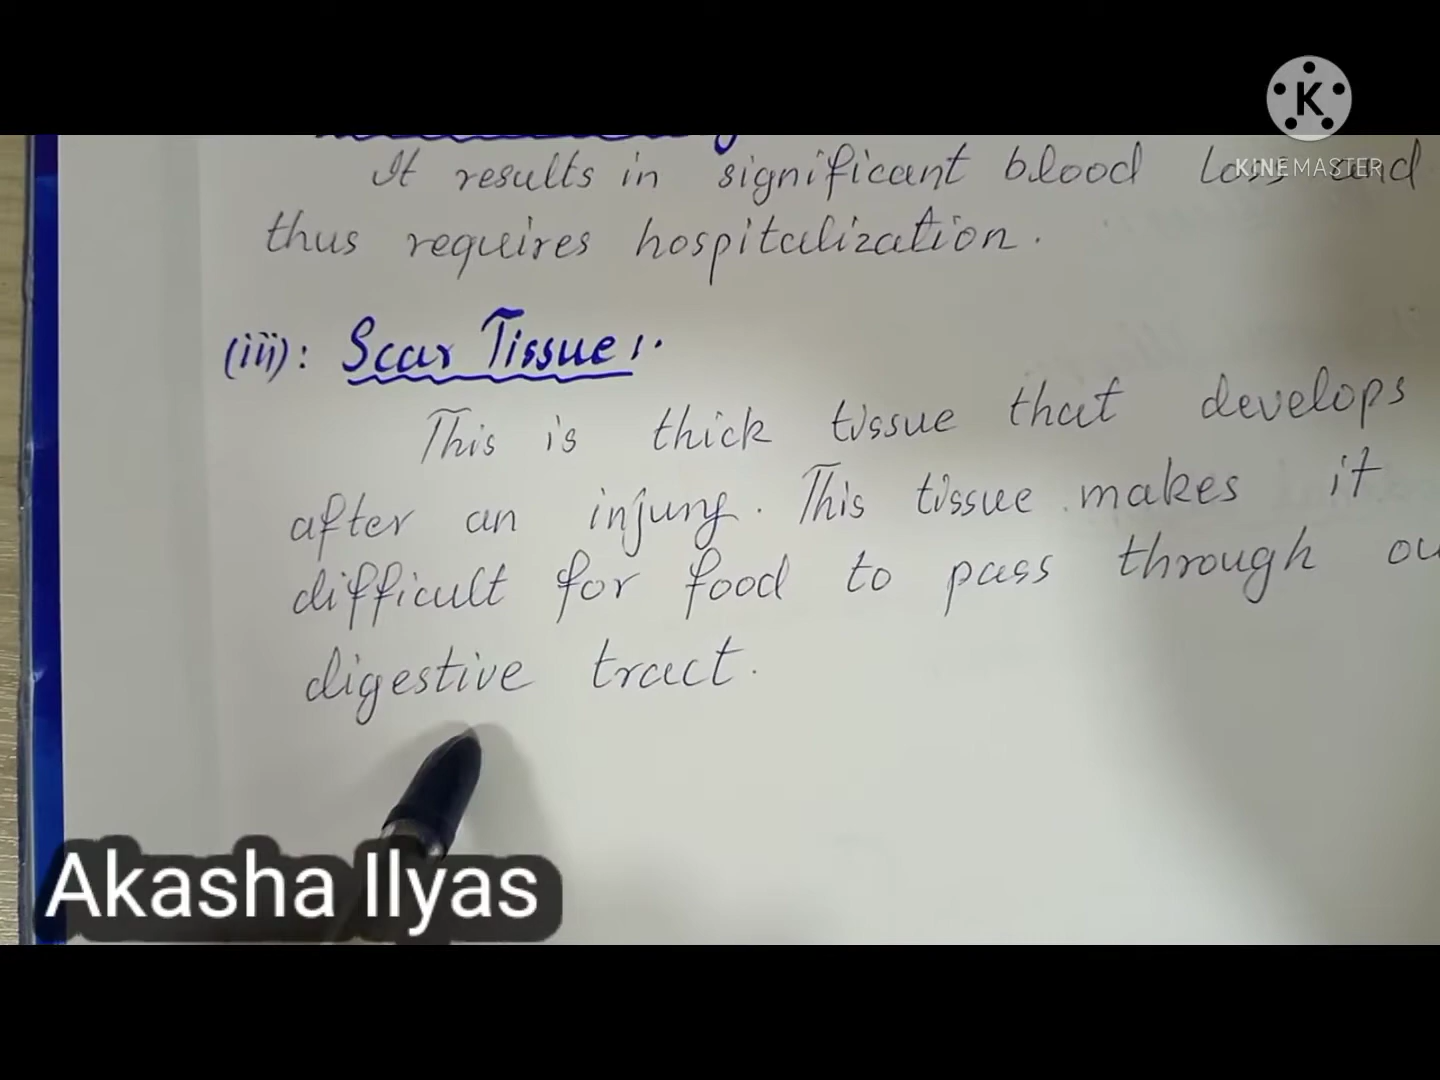 KINEMASTER
It results in significant blood loss and
thus requires hospitalization.
(iii): Scar Tissue:.
This is thick tissue that develops
after an injury. This tissue makes it
difficult for food to pass through
digestive tract.
Akasha Ilyas